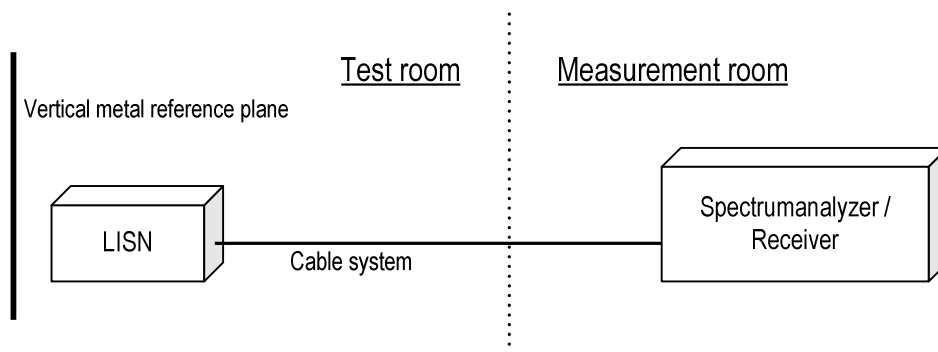 Test room
Measurement room
Vertical metal reference plane
LISN
Cable system
Spectrumanalyzer /
Receiver